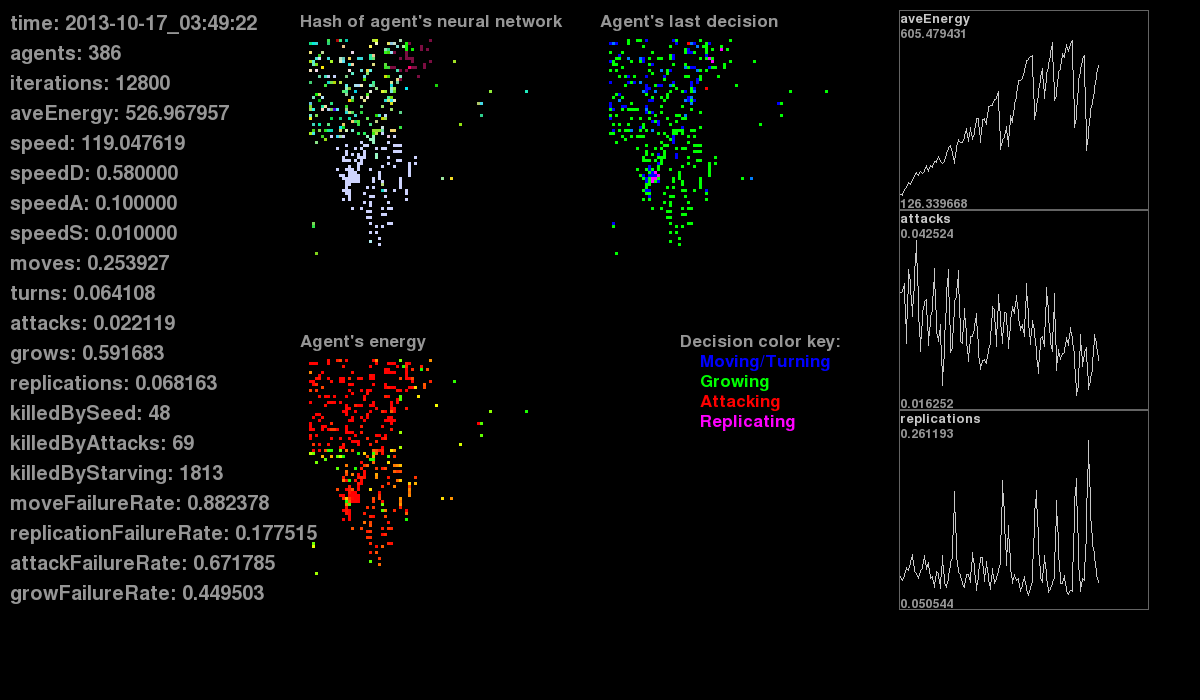 time: 2013-10-17_03:49:22
agents: 386
iterations: 12800
aveEnergy: 526.967957
speed: 119.047619
speedD: 0.580000
speedA: 0.100000
speedS: 0.010000
moves: 0.253927
turns: 0.064108
attacks: 0.022119
grows: 0.591683
replications: 0.068163
killedBySeed: 48
killedByAttacks: 69
killedByStarving: 1813
moveFailureRate: 0.882378
replicationFailureRate: 0.177515
attackFailureRate: 0.671785
growFailureRate: 0.449503
Hash of agent's neural network
Agent's last decision
Agent's energy
Decision color key:
Moving/Turning
Growing
Attacking
Replicating
aveEnergy
605.479431
126.339668
attacks
0.042524
0.016252
replications
0.261193
0.050544